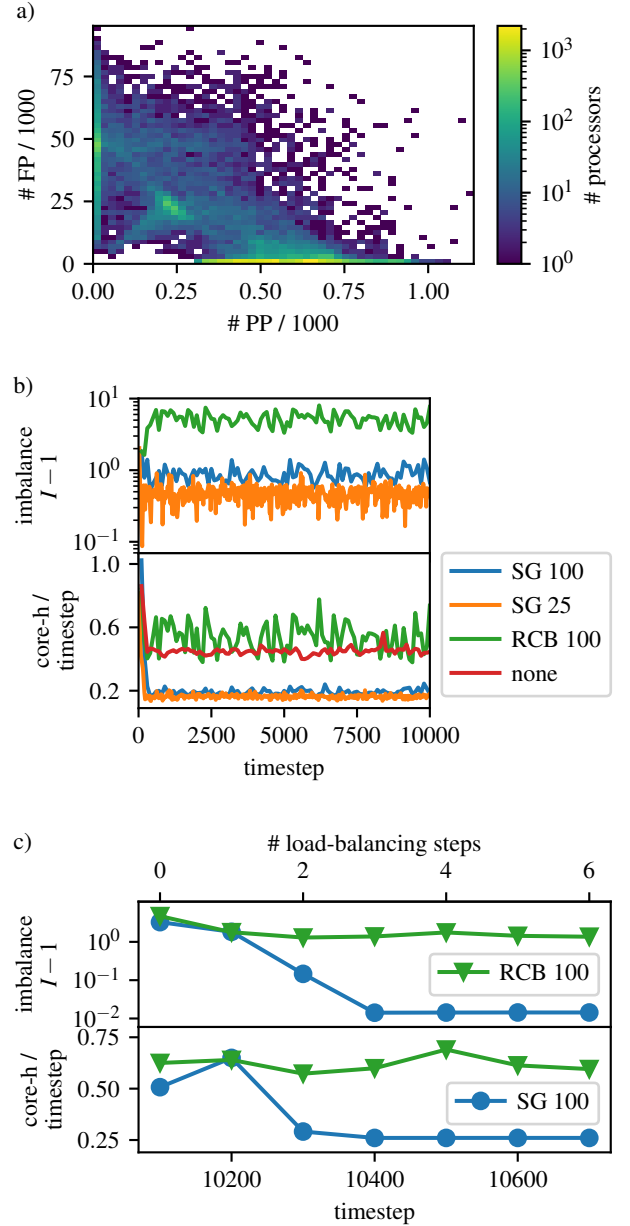 a)
# FP / 1000
75
50
25
0
0.00 0.25 0.50 0.75 1.00
# PP / 1000
10^3
10^2
10^1
10^0
# processors
b)
imbalance
I − 1
10^1
10^0
10^−1
core-h /
timestep
1.0
0.6
0.2
0 2500 5000 7500 10000
timestep
SG 100
SG 25
RCB 100
none
c)
# load-balancing steps
0 2 4 6
imbalance
I − 1
10^0
10^−1
10^−2
RCB 100
core-h /
timestep
0.75
0.50
0.25
SG 100
10200 10400 10600
timestep